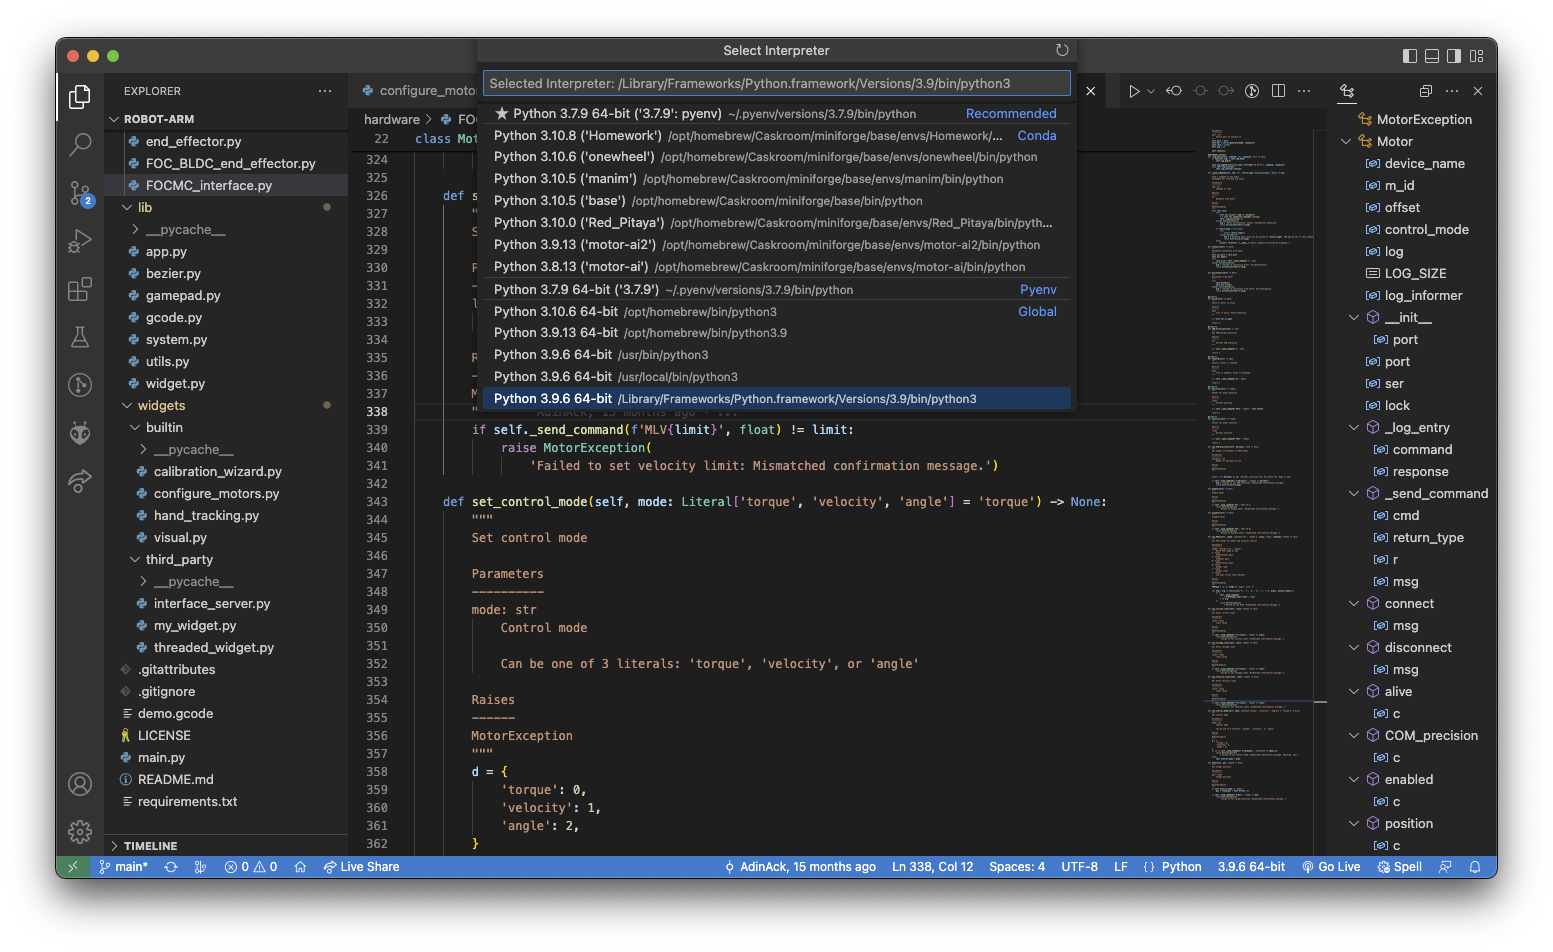 Select Interpreter
Selected Interpreter: /Library/Frameworks/Python.framework/Versions/3.9/bin/python3
★ Python 3.7.9 64-bit ('3.7.9': pyenv) ~/.pyenv/versions/3.7.9/bin/python Recommended
Python 3.10.8 ('Homework') /opt/homebrew/Caskroom/miniforge/base/envs/Homework/... Conda
Python 3.10.6 ('onewheel') /opt/homebrew/Caskroom/miniforge/base/envs/onewheel/bin/python
Python 3.10.5 ('manim') /opt/homebrew/Caskroom/miniforge/base/envs/manim/bin/python
Python 3.10.5 ('base') /opt/homebrew/Caskroom/miniforge/base/bin/python
Python 3.10.0 ('Red_Pitaya') /opt/homebrew/Caskroom/miniforge/base/envs/Red_Pitaya/bin/pyth...
Python 3.9.13 ('motor-ai2') /opt/homebrew/Caskroom/miniforge/base/envs/motor-ai2/bin/python
Python 3.8.13 ('motor-ai') /opt/homebrew/Caskroom/miniforge/base/envs/motor-ai/bin/python
Python 3.7.9 64-bit ('3.7.9') ~/.pyenv/versions/3.7.9/bin/python Pyenv
Python 3.10.6 64-bit /opt/homebrew/bin/python3 Global
Python 3.9.13 64-bit /opt/homebrew/bin/python3.9
Python 3.9.6 64-bit /usr/bin/python3
Python 3.9.6 64-bit /usr/local/bin/python3
Python 3.9.6 64-bit /Library/Frameworks/Python.framework/Versions/3.9/bin/python3
EXPLORER ...
ROBOT-ARM
end_effector.py
FOC_BLDC_end_effector.py
FOCMC_interface.py
lib
__pycache__
app.py
bezier.py
gamepad.py
gcode.py
system.py
utils.py
widget.py
widgets
builtin
__pycache__
calibration_wizard.py
configure_motors.py
hand_tracking.py
visual.py
third_party
__pycache__
interface_server.py
my_widget.py
threaded_widget.py
.gitattributes
.gitignore
demo.gcode
LICENSE
main.py
README.md
requirements.txt
TIMELINE
2
configure_moto
hardware > FO
22 class Mot
324
325
326 def s
327 "
328 S
329
330 P
331 -
332 l
333
334
335 R
336 -
337 M
338 " AdinAck, 15 months ago • ...
339 if self._send_command(f'MLV{limit}', float) != limit:
340 raise MotorException(
341 'Failed to set velocity limit: Mismatched confirmation message.')
342
343 def set_control_mode(self, mode: Literal['torque', 'velocity', 'angle'] = 'torque') -> None:
344 """
345 Set control mode
346
347 Parameters
348 ----------
349 mode: str
350 Control mode
351
352 Can be one of 3 literals: 'torque', 'velocity', or 'angle'
353
354 Raises
355 ------
356 MotorException
357 """
358 d = {
359 'torque': 0,
360 'velocity': 1,
361 'angle': 2,
362 }
MotorException
Motor
device_name
m_id
offset
control_mode
log
LOG_SIZE
log_informer
__init__
port
port
ser
lock
_log_entry
command
response
_send_command
cmd
return_type
r
msg
connect
msg
disconnect
msg
alive
c
COM_precision
c
enabled
c
position
c
main* 0 0 Live Share
AdinAck, 15 months ago Ln 338, Col 12 Spaces: 4 UTF-8 LF { } Python 3.9.6 64-bit Go Live Spell